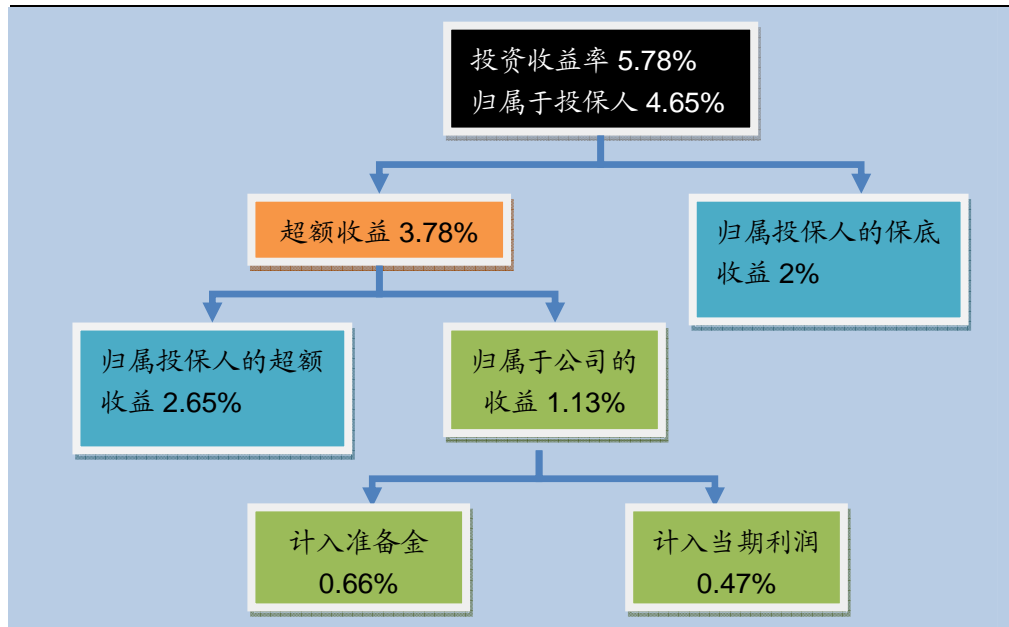 投资收益率 5.78%
归属于投保人 4.65%
超额收益 3.78%
归属投保人的保底
收益 2%
归属投保人的超额
收益 2.65%
归属于公司的
收益 1.13%
计入准备金
0.66%
计入当期利润
0.47%